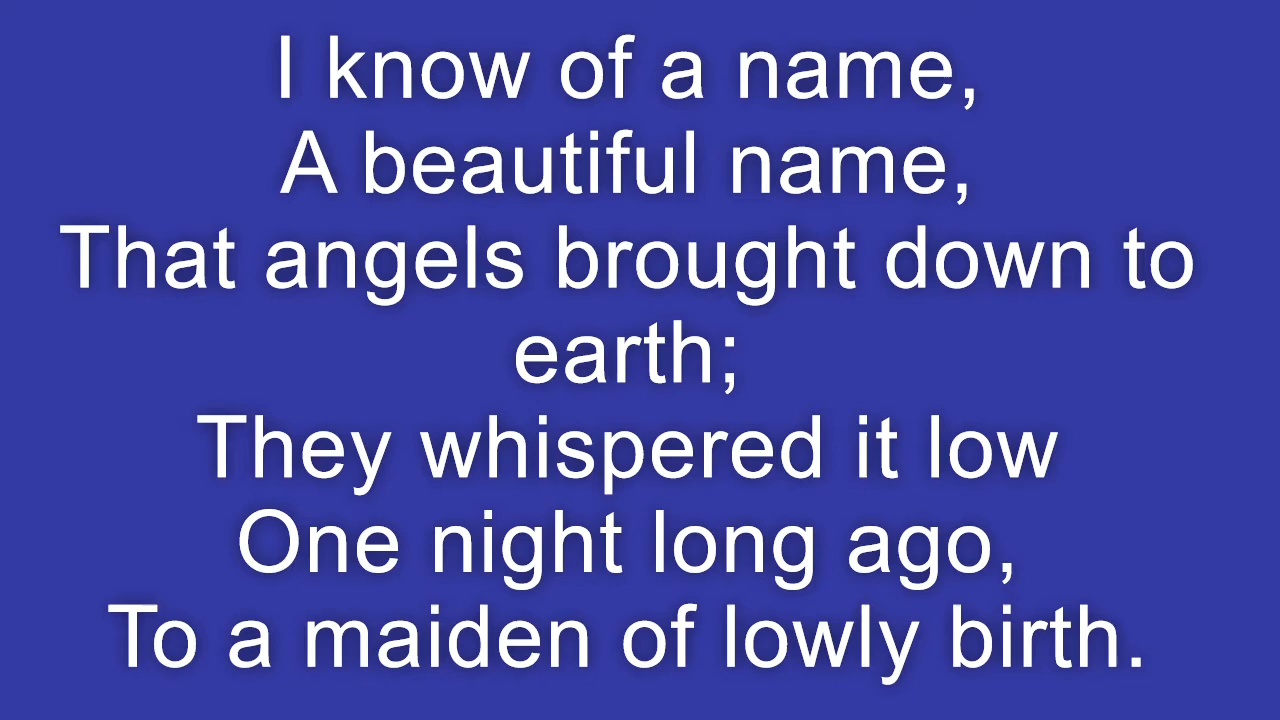 I know of a name,
A beautiful name,
That angels brought down to
earth;
They whispered it low
One night long ago,
To a maiden of lowly birth.